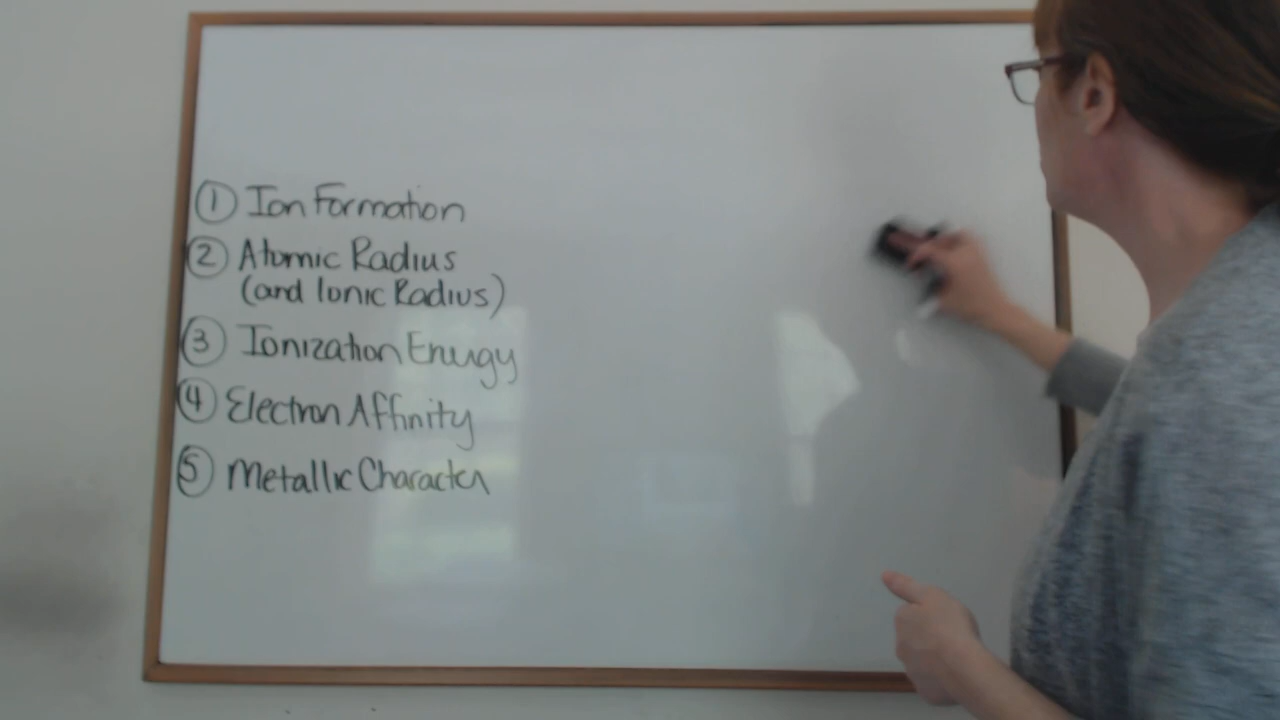 ① Ion Formation
② Atomic Radius
(and Ionic Radius)
③ Ionization Energy
④ Electron Affinity
⑤ Metallic Character